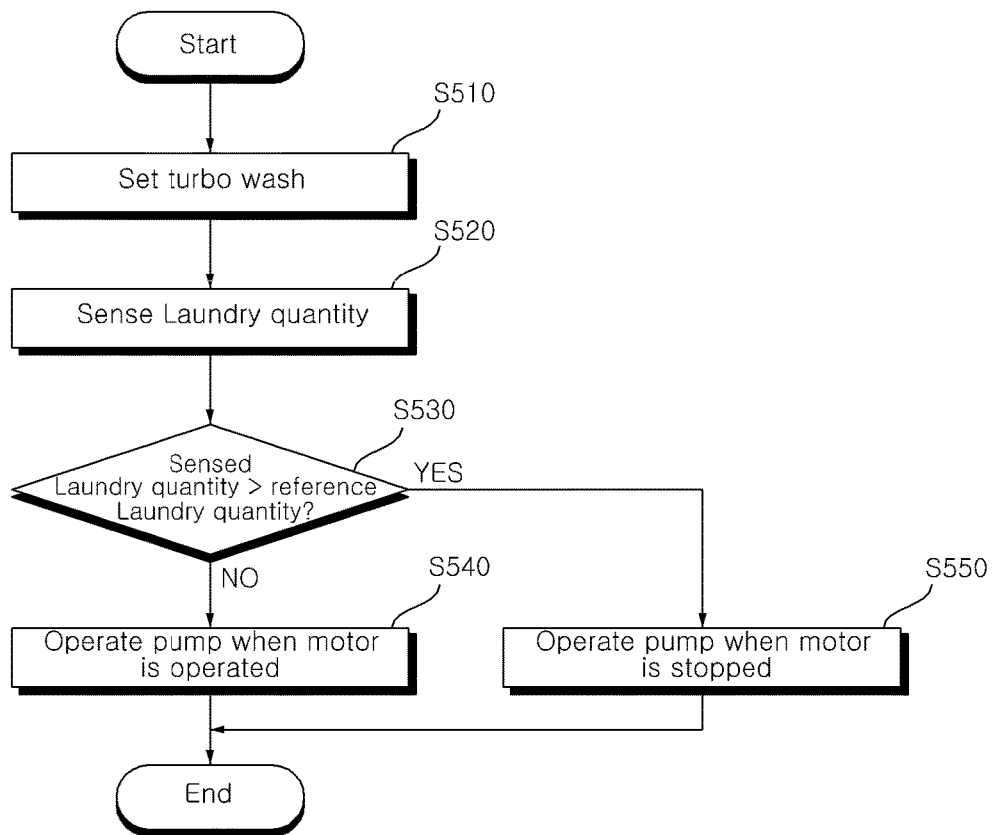 Start
S510
Set turbo wash
S520
Sense Laundry quantity
S530
Sensed
Laundry quantity > reference
Laundry quantity?
YES
NO
S540
Operate pump when motor
is operated
S550
Operate pump when motor
is stopped
End